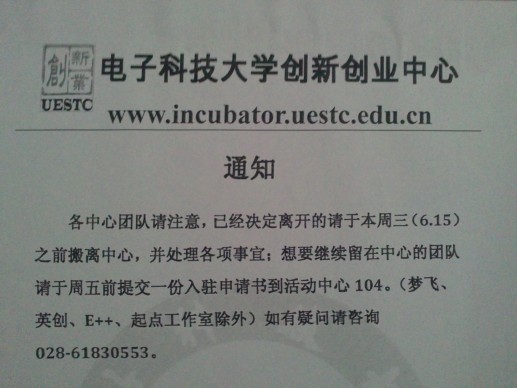 創新業
UESTC
电子科技大学创新创业中心
www.incubator.uestc.edu.cn
通知
各中心团队请注意，已经决定离开的请于本周三（6.15）
之前搬离中心，并处理各项事宜；想要继续留在中心的团队
请于周五前提交一份入驻申请书到活动中心 104。（梦飞、
英创、E++、起点工作室除外）如有疑问请咨询
028-61830553。